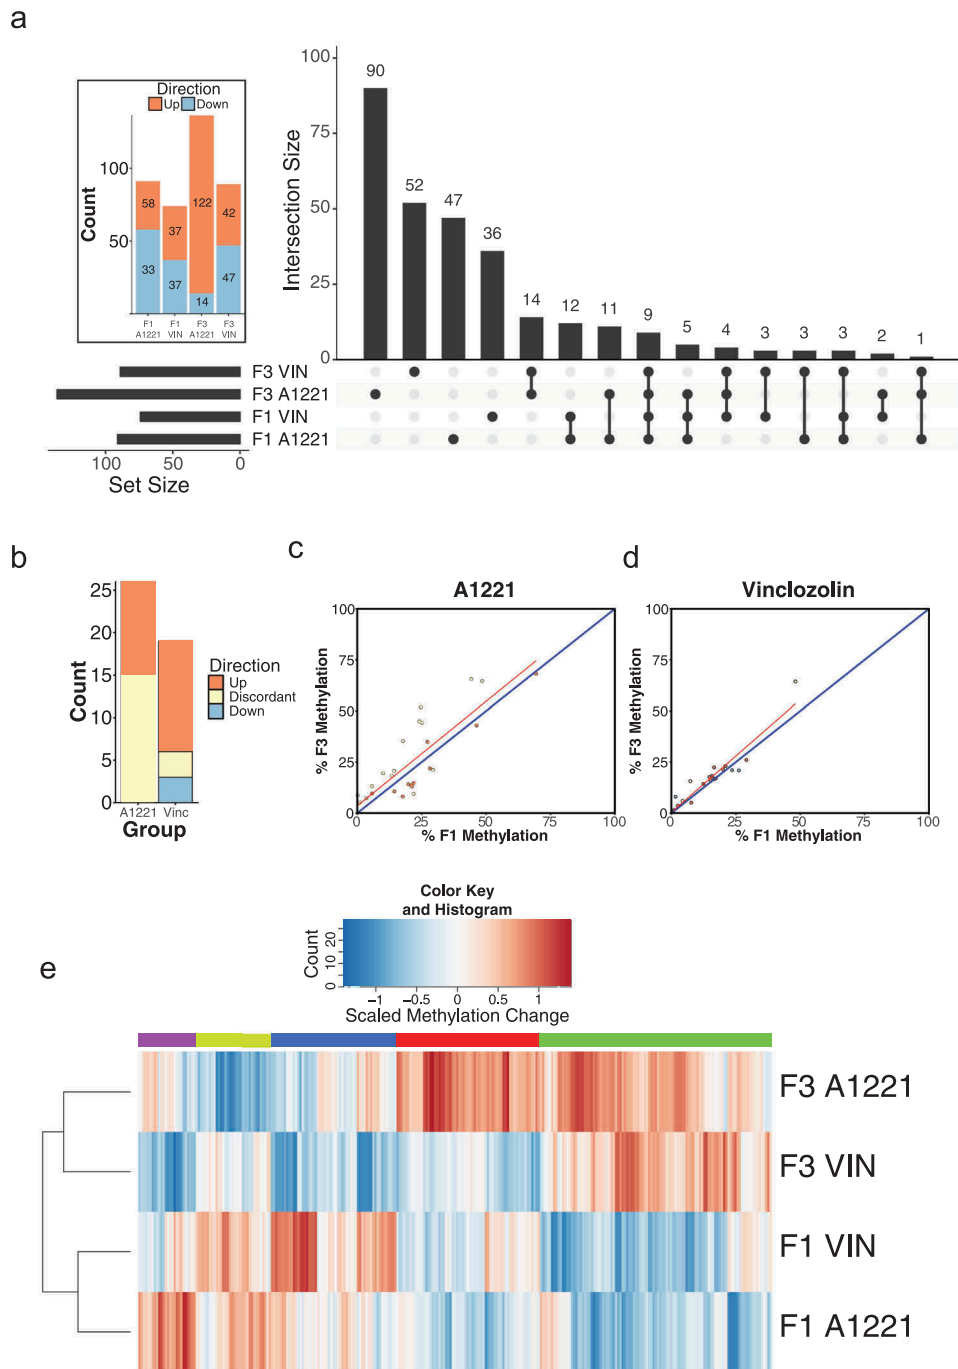 a
Direction
Up Down
Count
100
50
58
33
37
37
122
14
42
47
F1 A1221
F1 VIN
F3 A1221
F3 VIN
Intersection Size
100
75
50
25
0
90
52
47
36
14
12
11
9
5
4
3
3
3
2
1
F3 VIN
F3 A1221
F1 VIN
F1 A1221
100 50 0
Set Size
b
Count
25
20
15
10
5
0
A1221 Vinc
Group
Direction
Up
Discordant
Down
c
A1221
% F3 Methylation
100
75
50
25
0
0 25 50 75 100
% F1 Methylation
d
Vinclozolin
% F3 Methylation
100
75
50
25
0
0 25 50 75 100
% F1 Methylation
e
Color Key
and Histogram
Count
0 10 20
−1 −0.5 0 0.5 1
Scaled Methylation Change
F3 A1221
F3 VIN
F1 VIN
F1 A1221